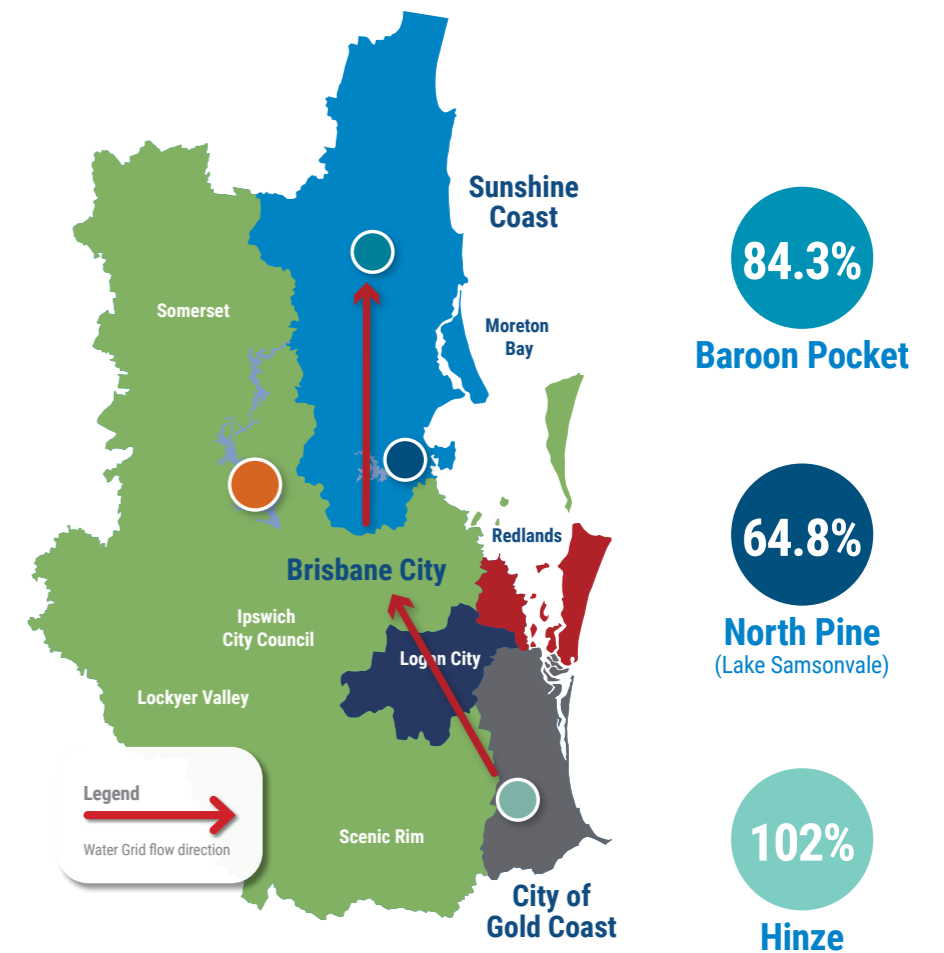 Sunshine
Coast
Somerset
Moreton
Bay
Redlands
Brisbane City
Ipswich
City Council
Logan City
Lockyer Valley
Legend
Water Grid flow direction
Scenic Rim
City of
Gold Coast
84.3%
Baroon Pocket
64.8%
North Pine
(Lake Samsonvale)
102%
Hinze